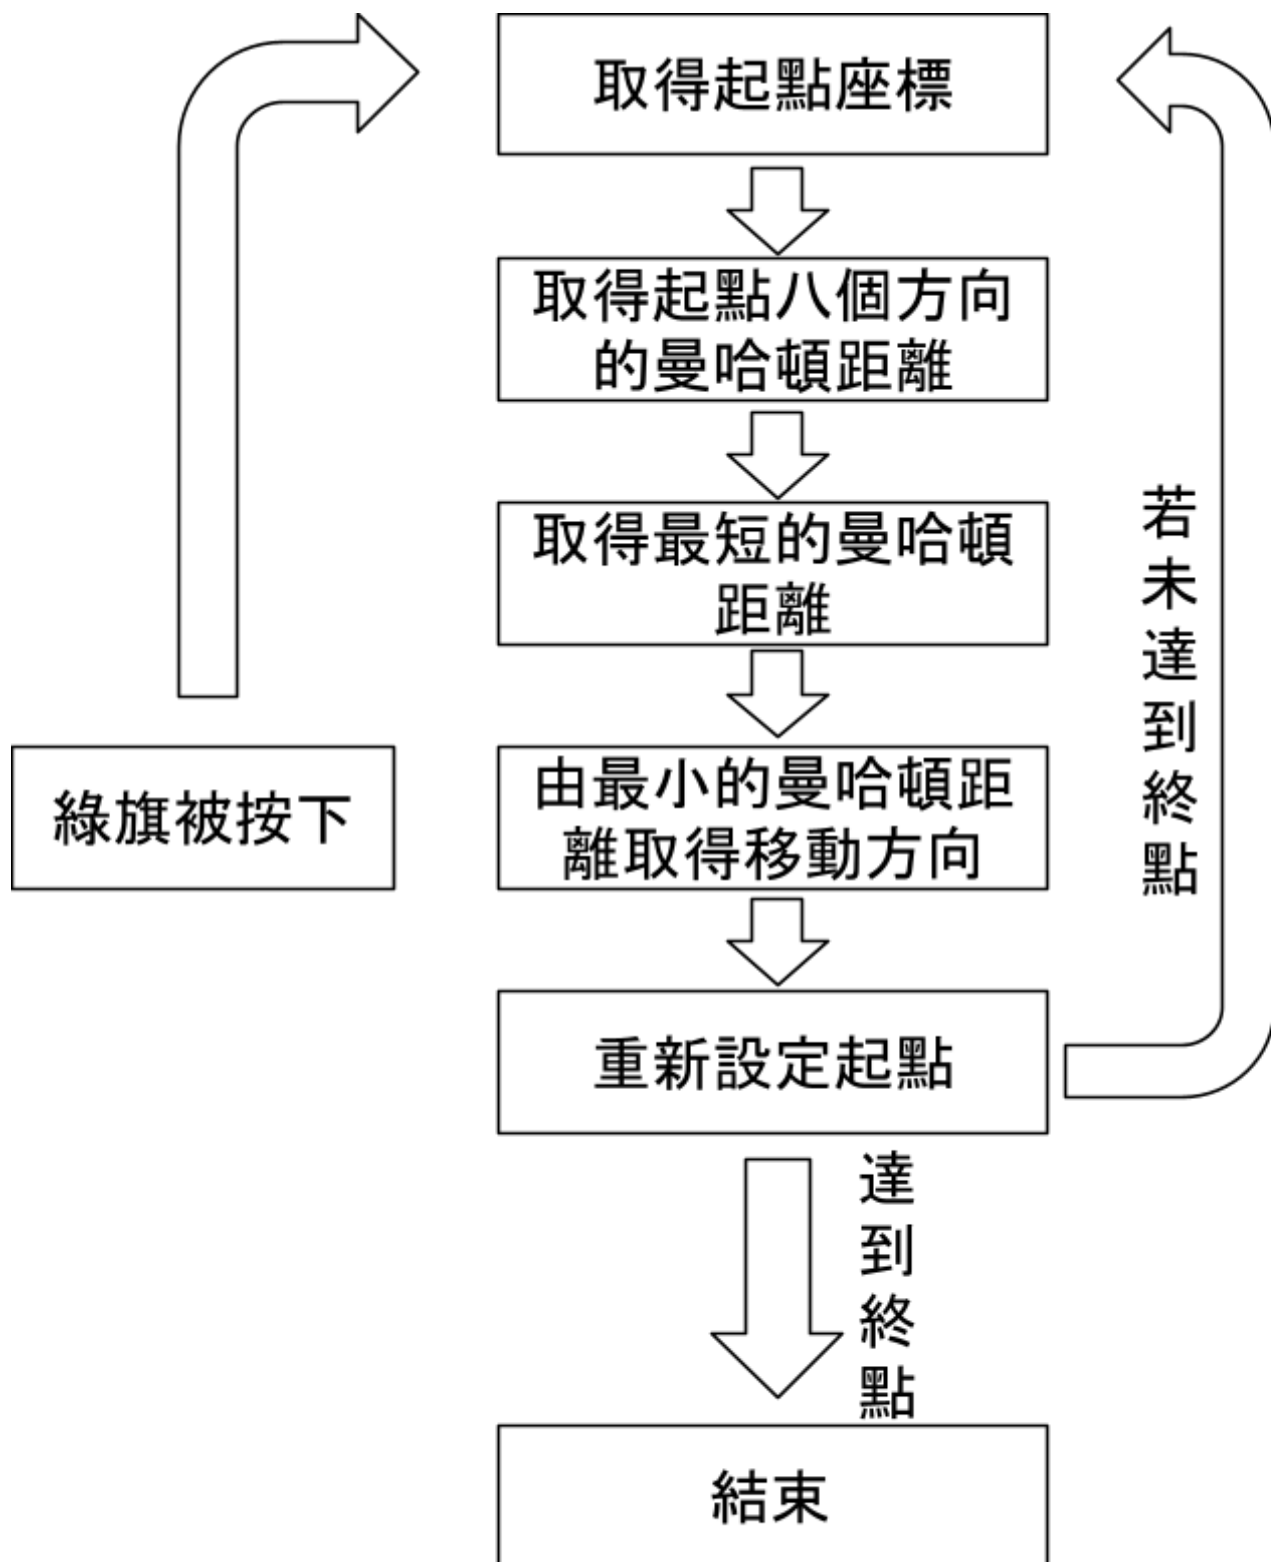 綠旗被按下
取得起點座標
取得起點八個方向
的曼哈頓距離
取得最短的曼哈頓
距離
由最小的曼哈頓距
離取得移動方向
重新設定起點
若未達到終點
達到終點
結束